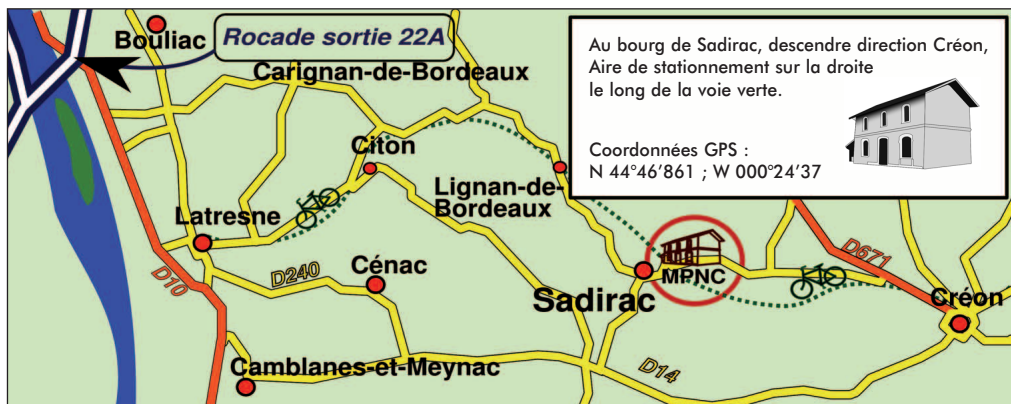 Bouliac
Rocade sortie 22A
Carignan-de-Bordeaux
Au bourg de Sadirac, descendre direction Créon,
Aire de stationnement sur la droite
le long de la voie verte.
Coordonnées GPS :
N 44°46’861 ; W 000°24’37
Citon
Lignan-de-
Bordeaux
Latresne
D10
D240
Cénac
Sadirac
MPNC
D671
Créon
Camblanes-et-Meynac
D14